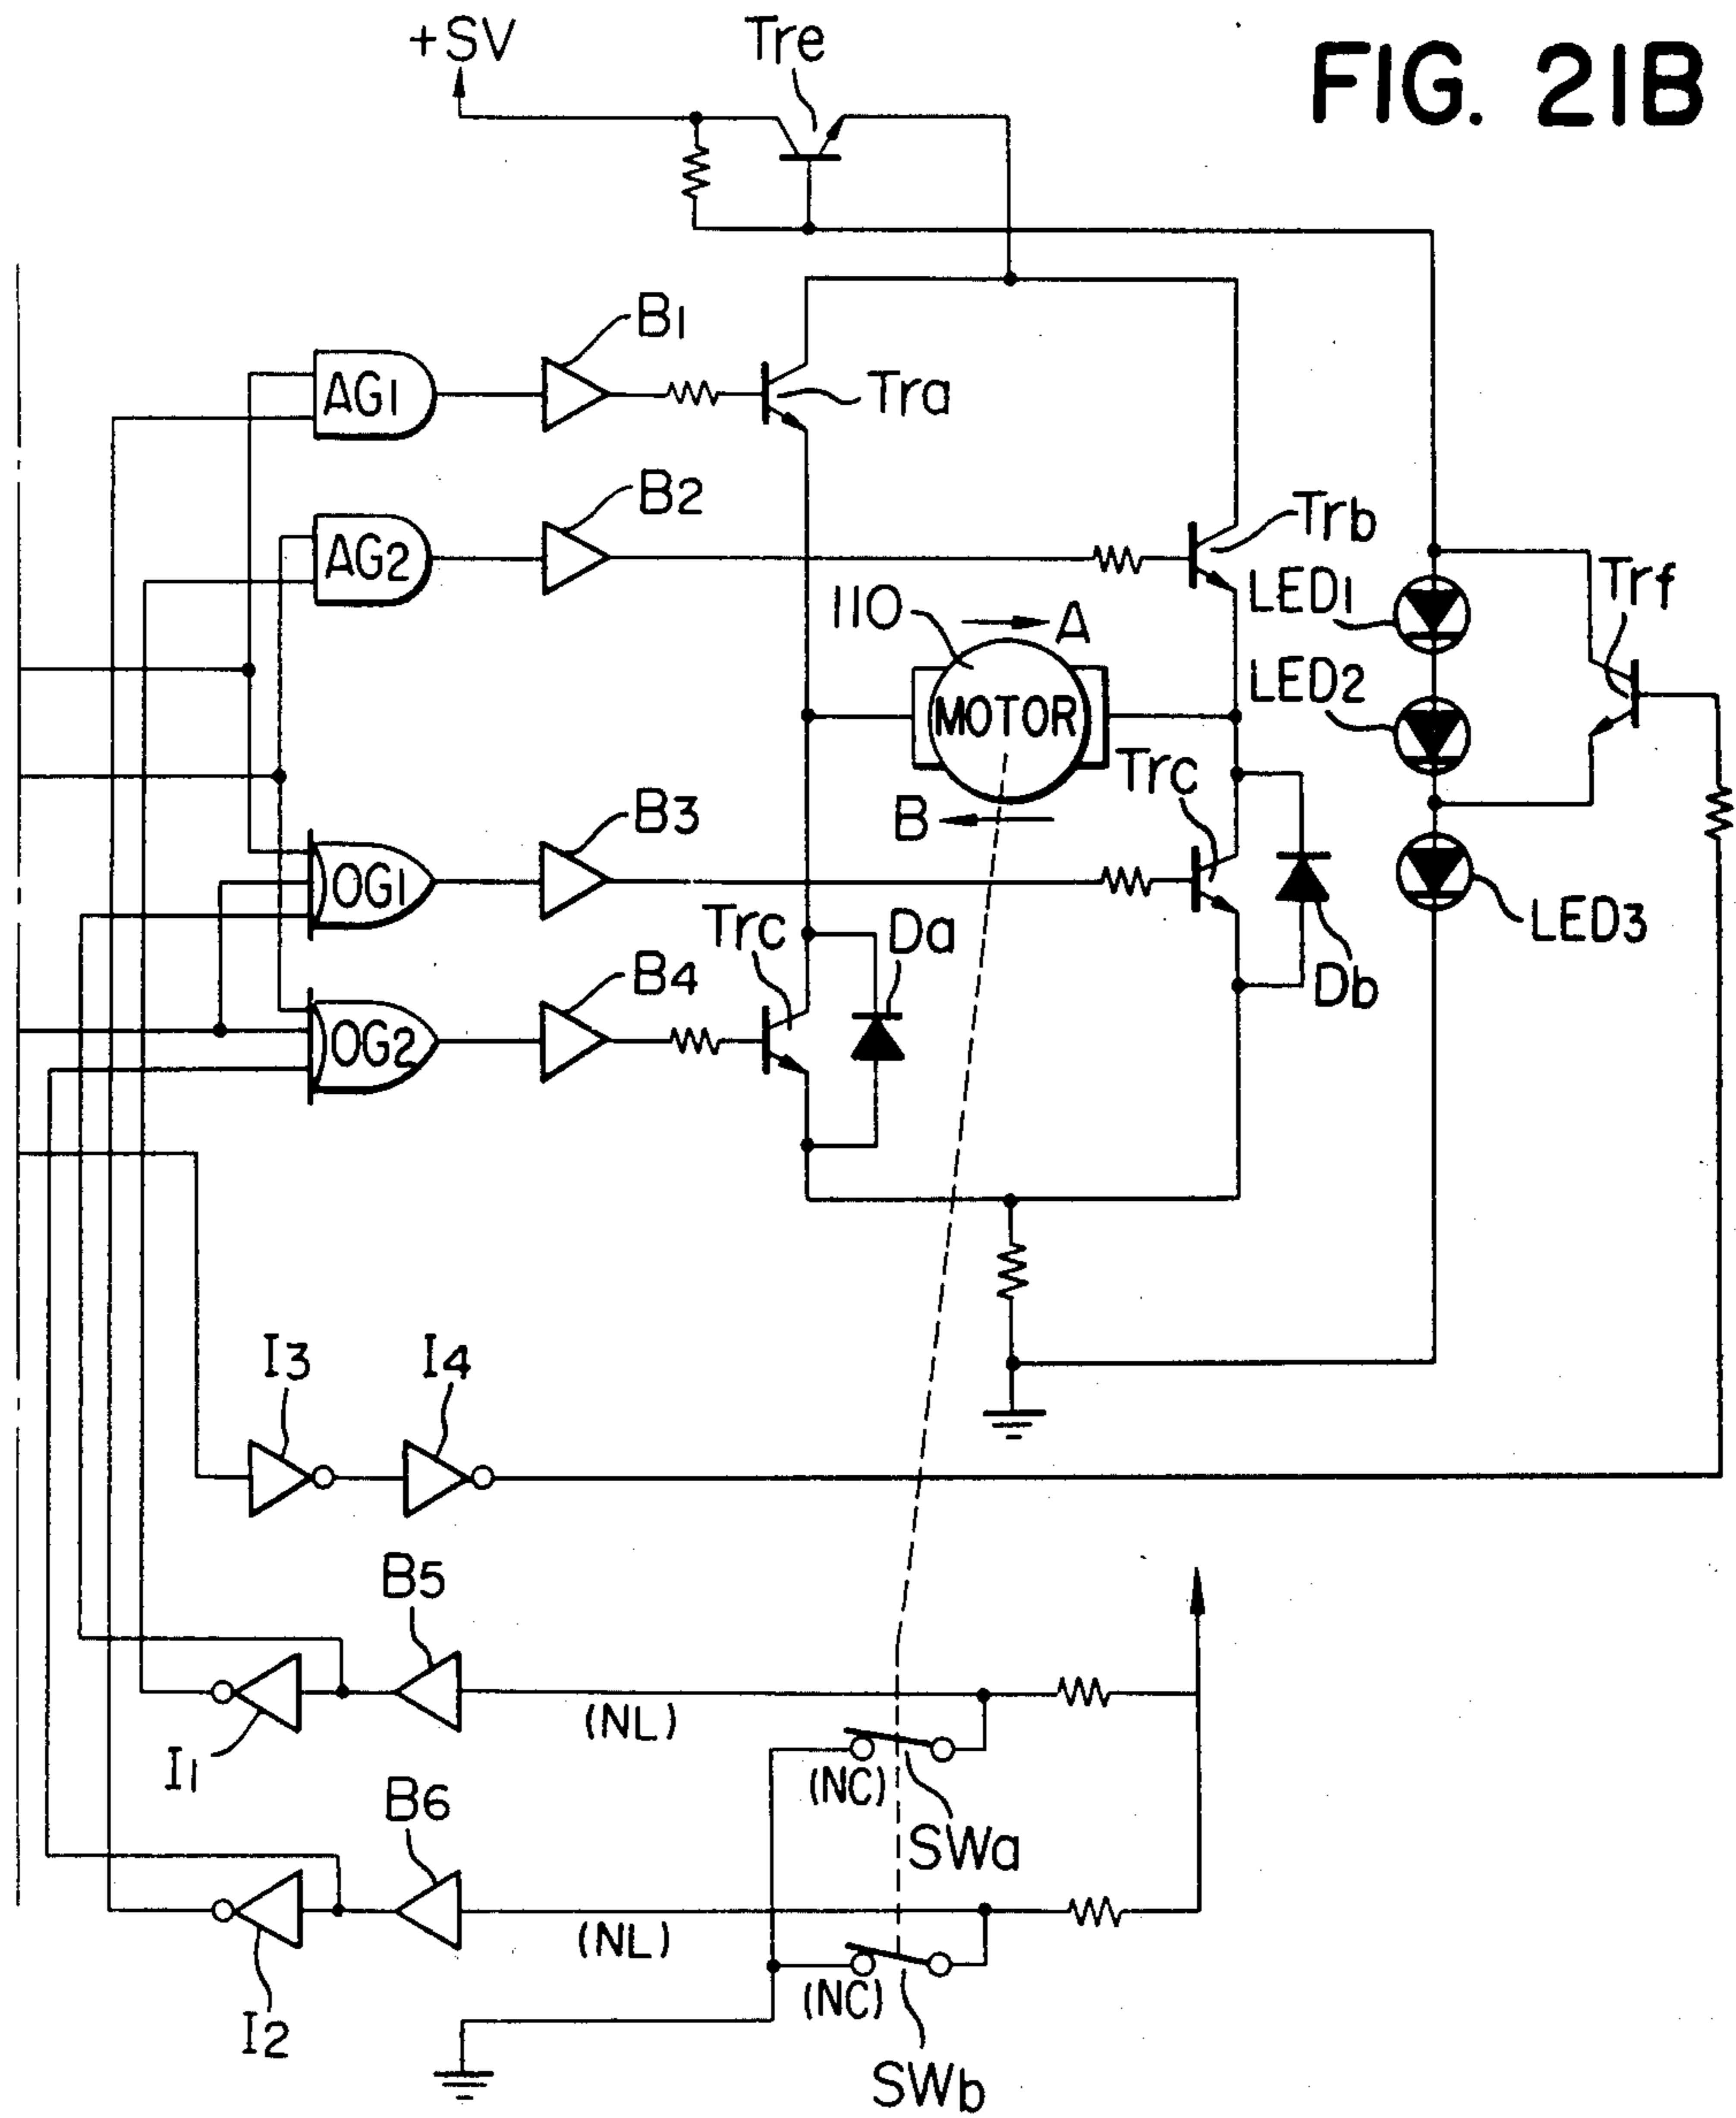 FIG. 21B
+SV
Tre
B1
AG1
Tra
B2
AG2
Trb
LED1
Trf
110
A
LED2
MOTOR
Trc
B
B3
OG1
Trc
Da
LED3
Db
B4
OG2
I3
I4
B5
(NL)
I1
(NC)
SWa
B6
(NL)
(NC)
I2
SWb